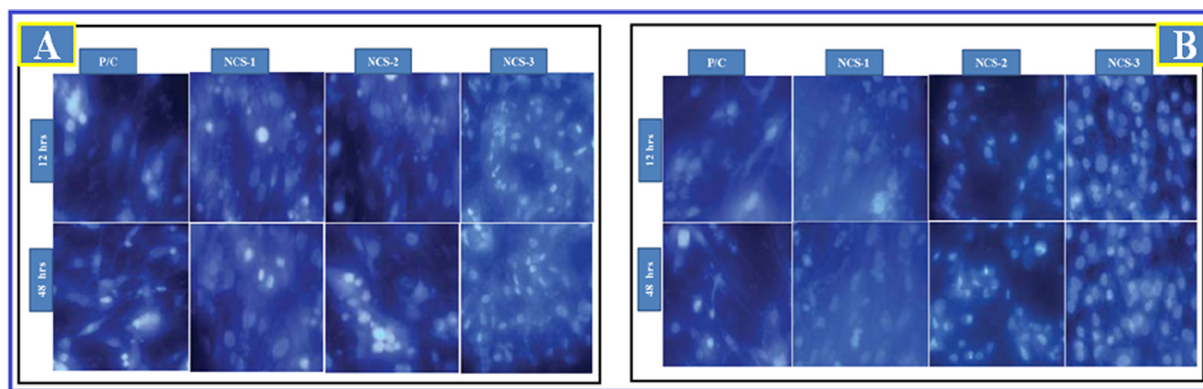 A
P/C
NCS-1
NCS-2
NCS-3
12 hrs
48 hrs
B
P/C
NCS-1
NCS-2
NCS-3
12 hrs
48 hrs